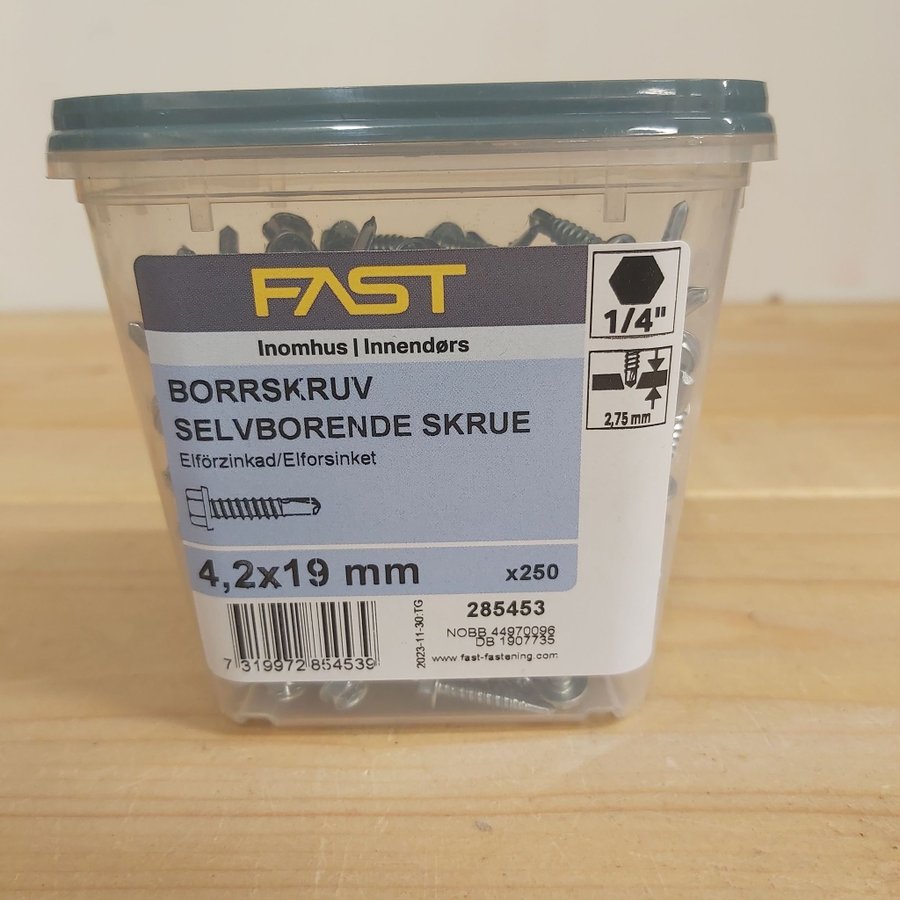 FAST
1/4"
Inomhus | Innendørs
BORRSKRUV
SELVBORENDE SKRUE
2,75 mm
Elförzinkad/Elforsinket
4,2x19 mm x250
285453
NOBB 44970096
DB 1907735
www.fast-fastening.com
2023-11-30:TG
7 319972 854539